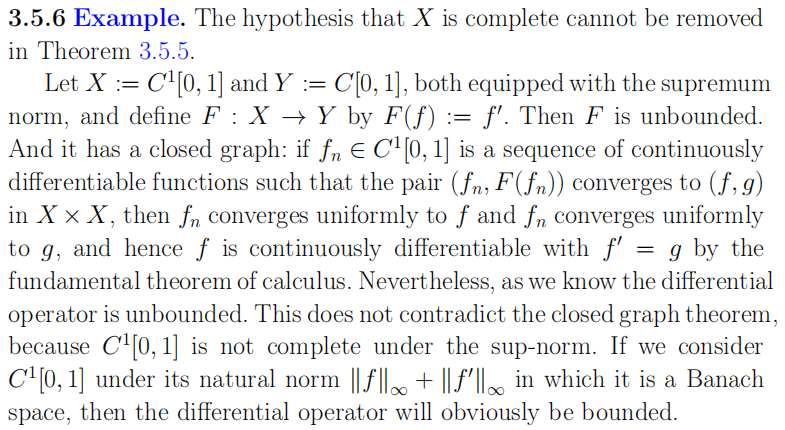 3.5.6 Example. The hypothesis that X is complete cannot be removed
in Theorem 3.5.5.
Let X := C¹[0, 1] and Y := C[0, 1], both equipped with the supremum
norm, and define F : X → Y by F(f) := f′. Then F is unbounded.
And it has a closed graph: if fₙ ∈ C¹[0, 1] is a sequence of continuously
differentiable functions such that the pair (fₙ, F(fₙ)) converges to (f, g)
in X × X, then fₙ converges uniformly to f and fₙ converges uniformly
to g, and hence f is continuously differentiable with f′ = g by the
fundamental theorem of calculus. Nevertheless, as we know the differential
operator is unbounded. This does not contradict the closed graph theorem,
because C¹[0, 1] is not complete under the sup-norm. If we consider
C¹[0, 1] under its natural norm ‖f‖∞ + ‖f′‖∞ in which it is a Banach
space, then the differential operator will obviously be bounded.